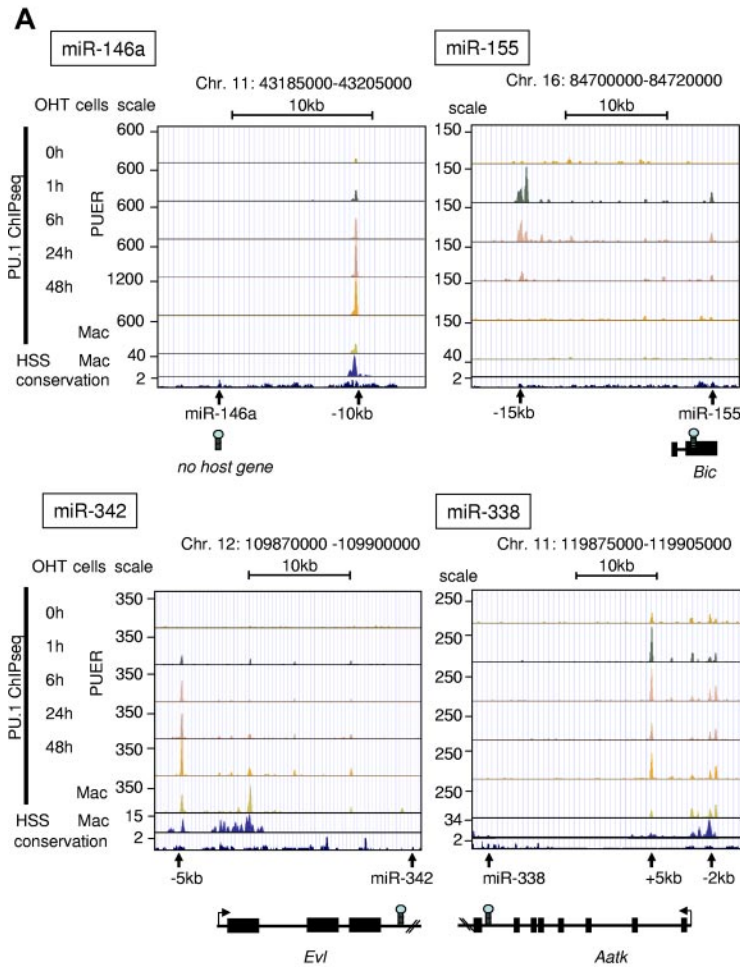 A
miR-146a
Chr. 11: 43185000-43205000
OHT cells scale
10kb
PU.1 ChIPseq
PUER
0h
1h
6h
24h
48h
Mac
HSS Mac
conservation
600
600
600
600
1200
600
40
2
miR-146a
-10kb
no host gene
miR-155
Chr. 16: 84700000-84720000
scale
10kb
150
150
150
150
150
150
40
2
-15kb
miR-155
Bic
miR-342
Chr. 12: 109870000 -109900000
OHT cells scale
10kb
PU.1 ChIPseq
PUER
0h
1h
6h
24h
48h
Mac
HSS Mac
conservation
350
350
350
350
350
350
15
2
-5kb
miR-342
Evl
miR-338
Chr. 11: 119875000-119905000
scale
10kb
250
250
250
250
250
250
34
2
miR-338
+5kb
-2kb
Aatk